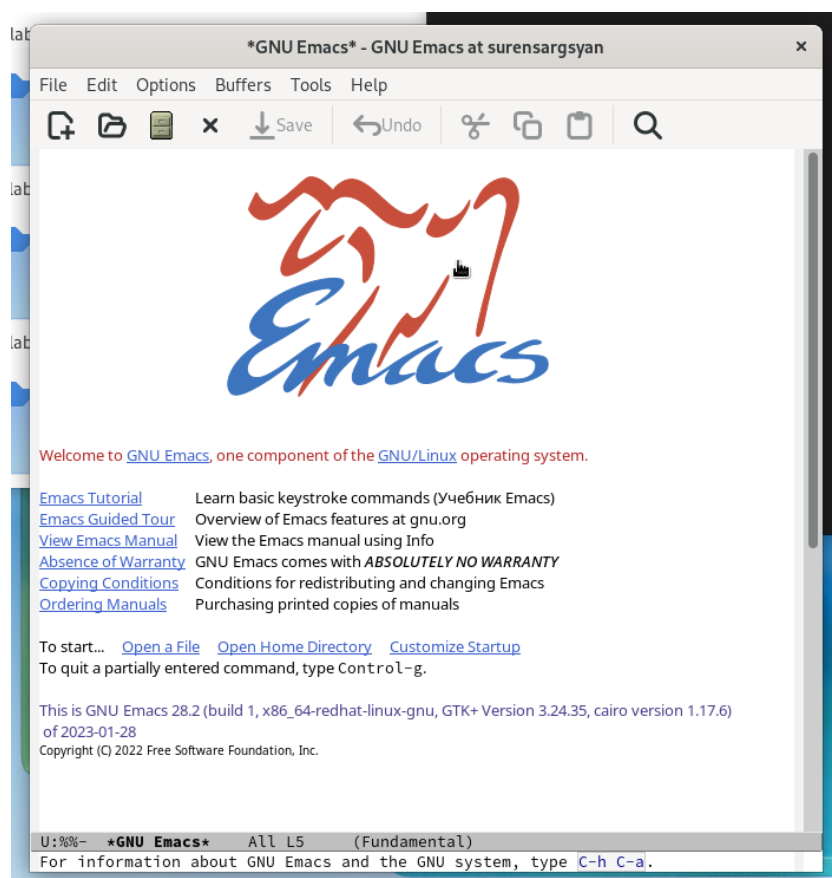 lab
*GNU Emacs* - GNU Emacs at surensargsyan
File Edit Options Buffers Tools Help
Save Undo
Emacs
lab
lab
Welcome to GNU Emacs, one component of the GNU/Linux operating system.
Emacs Tutorial Learn basic keystroke commands (Учебник Emacs)
Emacs Guided Tour Overview of Emacs features at gnu.org
View Emacs Manual View the Emacs manual using Info
Absence of Warranty GNU Emacs comes with ABSOLUTELY NO WARRANTY
Copying Conditions Conditions for redistributing and changing Emacs
Ordering Manuals Purchasing printed copies of manuals
To start... Open a File Open Home Directory Customize Startup
To quit a partially entered command, type Control-g.
This is GNU Emacs 28.2 (build 1, x86_64-redhat-linux-gnu, GTK+ Version 3.24.35, cairo version 1.17.6)
of 2023-01-28
Copyright (C) 2022 Free Software Foundation, Inc.
U:%%- *GNU Emacs* All L5 (Fundamental)
For information about GNU Emacs and the GNU system, type C-h C-a.